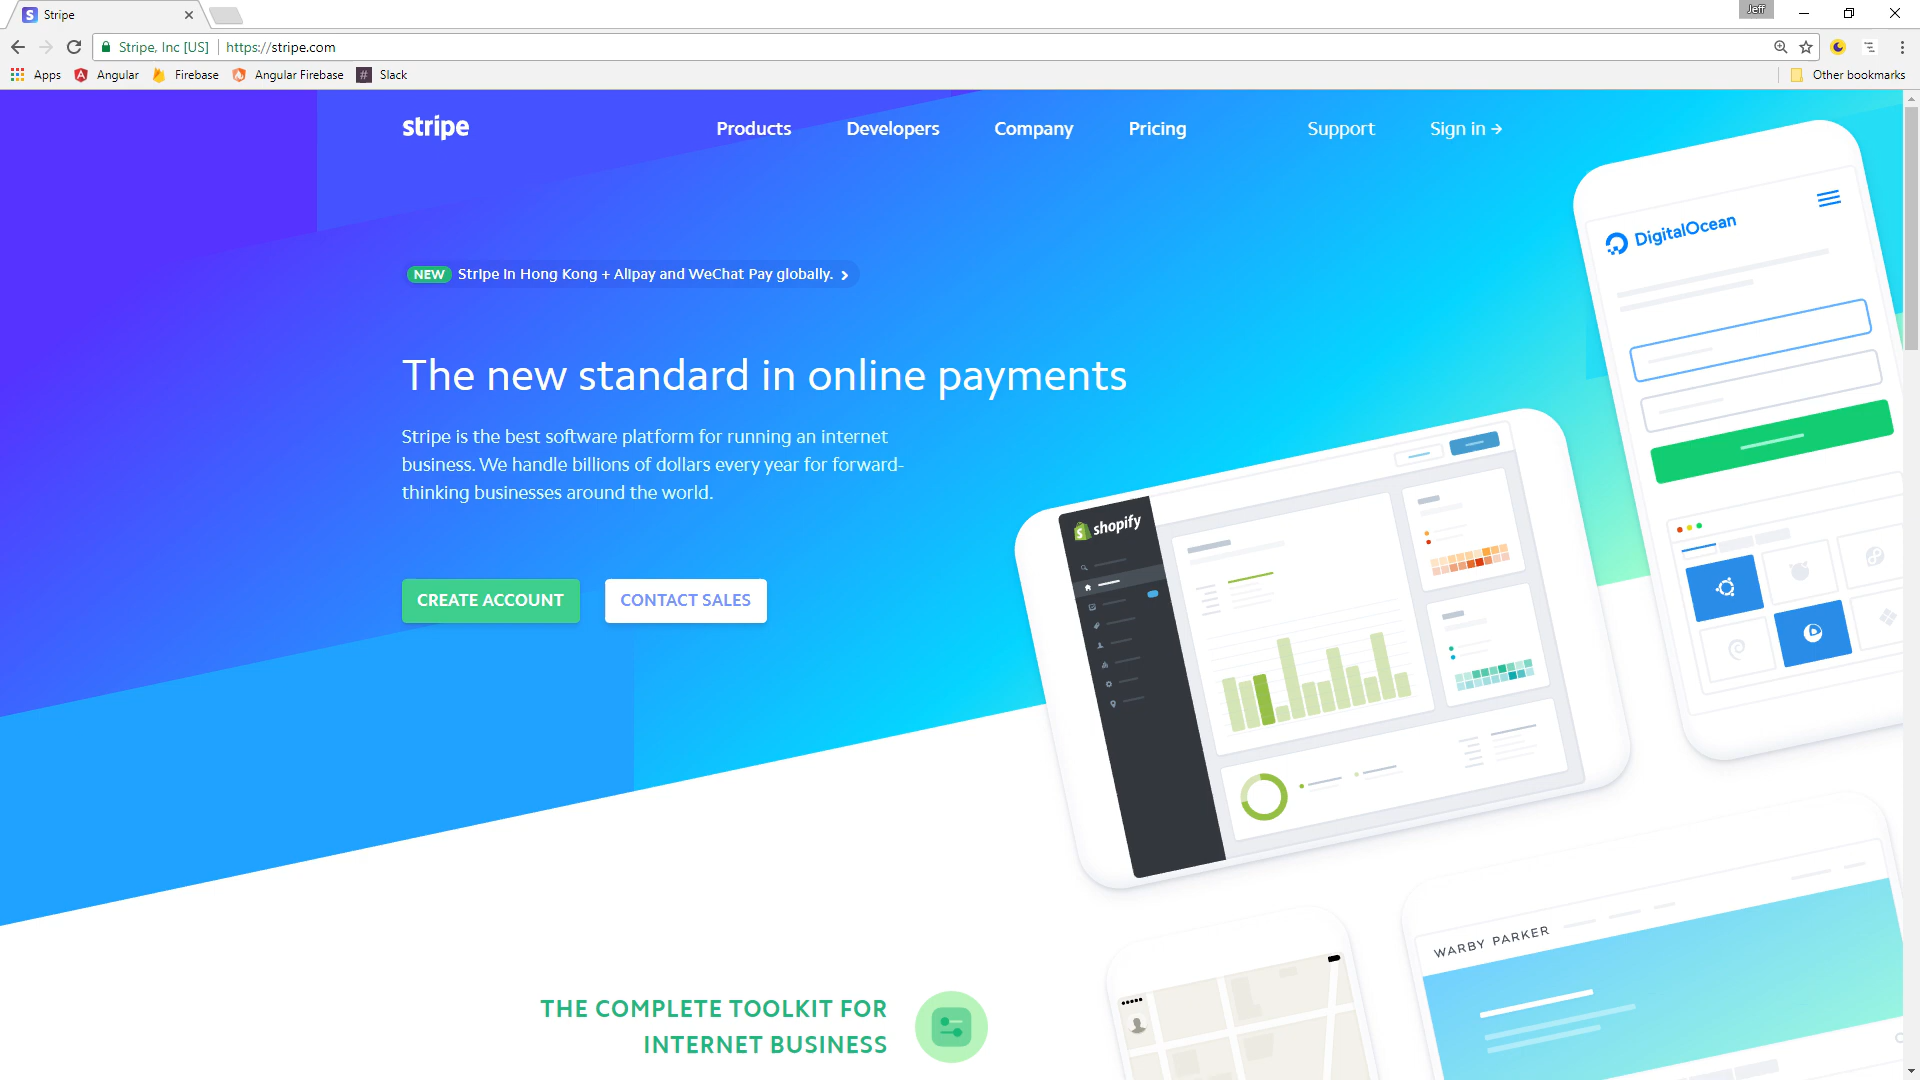 Stripe
Jeff
Stripe, Inc [US]
https://stripe.com
Apps
Angular
Firebase
Angular Firebase
# Slack
Other bookmarks
stripe
Products
Developers
Company
Pricing
Support
Sign in →
NEW Stripe in Hong Kong + Alipay and WeChat Pay globally.
The new standard in online payments
Stripe is the best software platform for running an internet
business. We handle billions of dollars every year for forward-
thinking businesses around the world.
CREATE ACCOUNT
CONTACT SALES
DigitalOcean
shopify
WARBY PARKER
THE COMPLETE TOOLKIT FOR
INTERNET BUSINESS